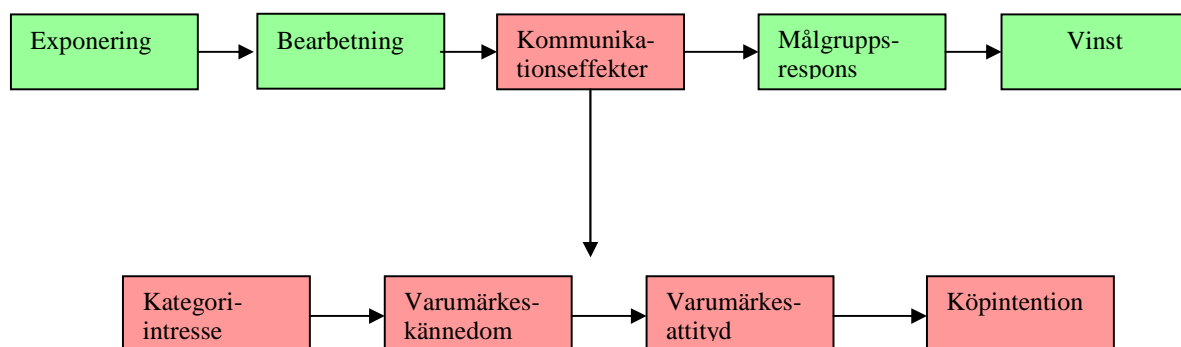 Exponering
Bearbetning
Kommunika-
tionseffekter
Målgrupps-
respons
Vinst
Kategori-
intresse
Varumärkes-
kännedom
Varumärkes-
attityd
Köpintention